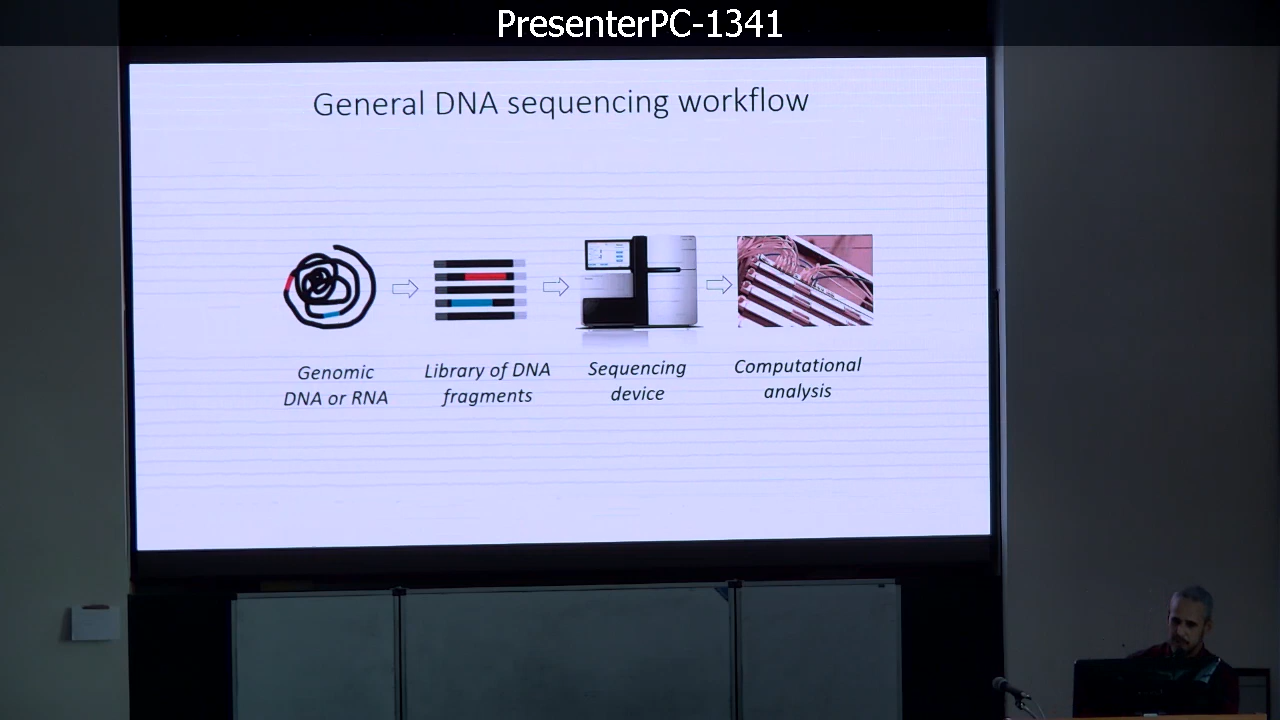 PresenterPC-1341
General DNA sequencing workflow
Genomic
DNA or RNA
Library of DNA
fragments
Sequencing
device
Computational
analysis